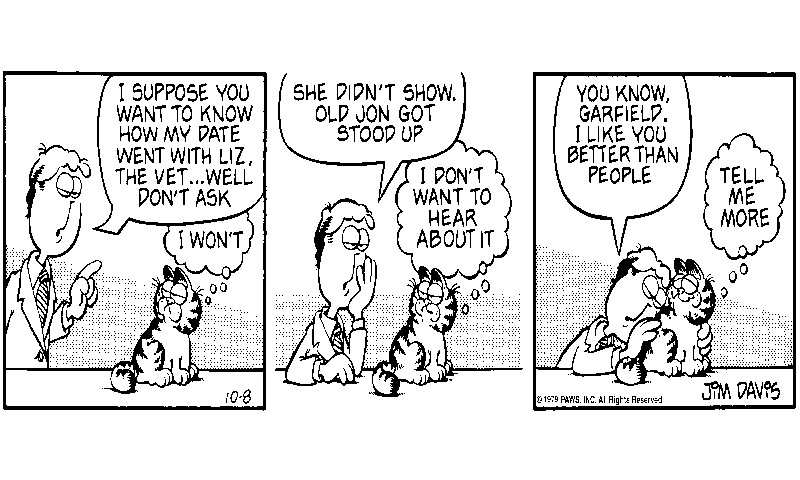 I SUPPOSE YOU
WANT TO KNOW
HOW MY DATE
WENT WITH LIZ,
THE VET...WELL
DON'T ASK
I WON'T
10-8
SHE DIDN'T SHOW.
OLD JON GOT
STOOD UP
I DON'T
WANT TO
HEAR
ABOUT IT
YOU KNOW,
GARFIELD.
I LIKE YOU
BETTER THAN
PEOPLE
TELL
ME
MORE
© 1979 PAWS, INC. All Rights Reserved
JIM DAVIS